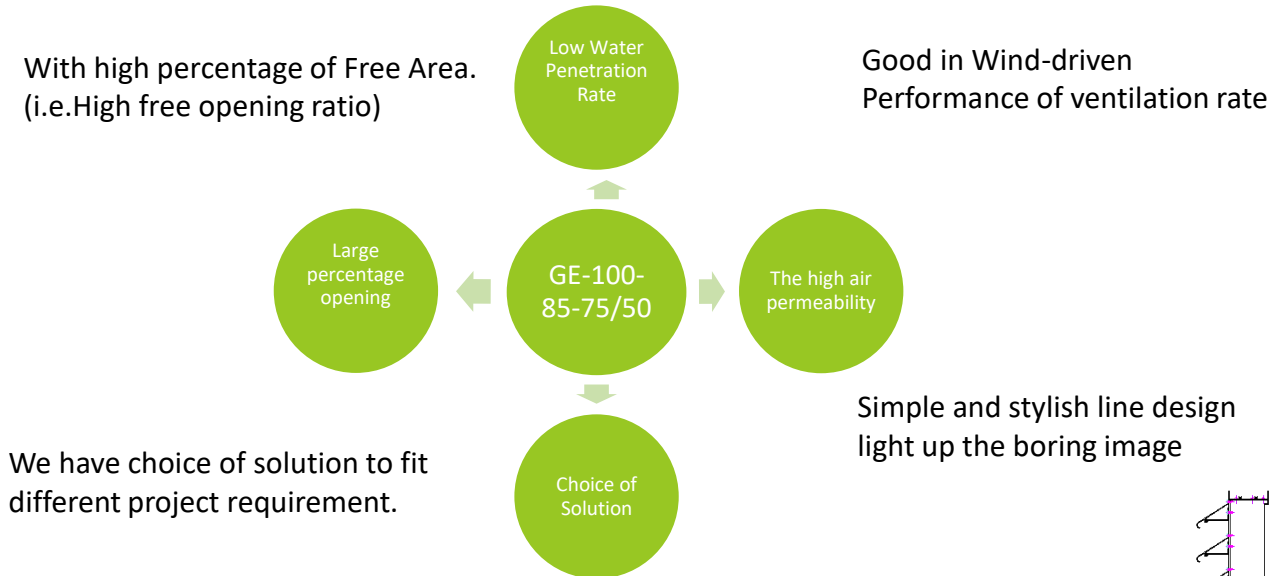 With high percentage of Free Area.
(i.e.High free opening ratio)
Low Water
Penetration
Rate
Good in Wind-driven
Performance of ventilation rate
Large
percentage
opening
GE-100-
85-75/50
The high air
permeability
Simple and stylish line design
light up the boring image
We have choice of solution to fit
different project requirement.
Choice of
Solution